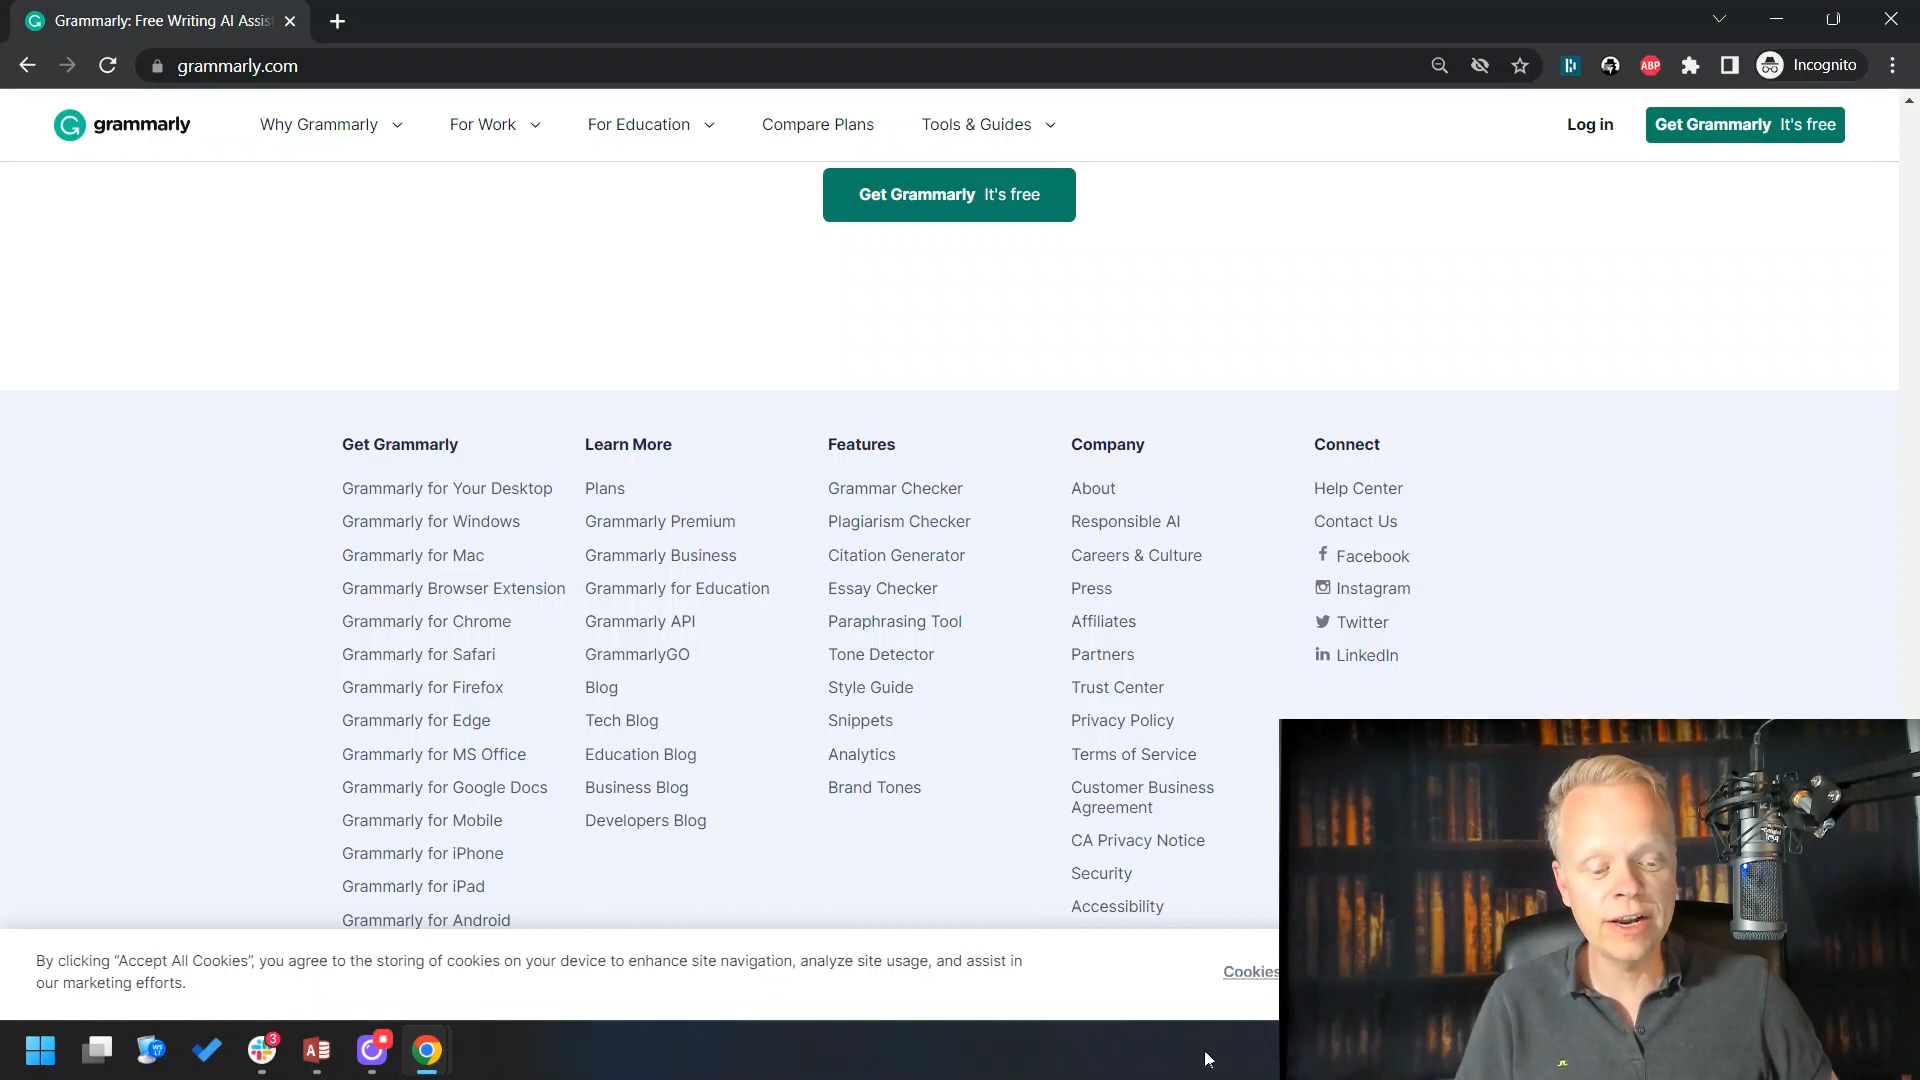 Grammarly: Free Writing AI Assis
grammarly.com
ABP
Incognito
grammarly
Why Grammarly
For Work
For Education
Compare Plans
Tools & Guides
Log in
Get Grammarly It's free
Get Grammarly It's free
Get Grammarly
Grammarly for Your Desktop
Grammarly for Windows
Grammarly for Mac
Grammarly Browser Extension
Grammarly for Chrome
Grammarly for Safari
Grammarly for Firefox
Grammarly for Edge
Grammarly for MS Office
Grammarly for Google Docs
Grammarly for Mobile
Grammarly for iPhone
Grammarly for iPad
Grammarly for Android
Learn More
Plans
Grammarly Premium
Grammarly Business
Grammarly for Education
Grammarly API
GrammarlyGO
Blog
Tech Blog
Education Blog
Business Blog
Developers Blog
Features
Grammar Checker
Plagiarism Checker
Citation Generator
Essay Checker
Paraphrasing Tool
Tone Detector
Style Guide
Snippets
Analytics
Brand Tones
Company
About
Responsible AI
Careers & Culture
Press
Affiliates
Partners
Trust Center
Privacy Policy
Terms of Service
Customer Business
Agreement
CA Privacy Notice
Security
Accessibility
Connect
Help Center
Contact Us
Facebook
Instagram
Twitter
LinkedIn
By clicking “Accept All Cookies”, you agree to the storing of cookies on your device to enhance site navigation, analyze site usage, and assist in
our marketing efforts.
Cookies
3
A